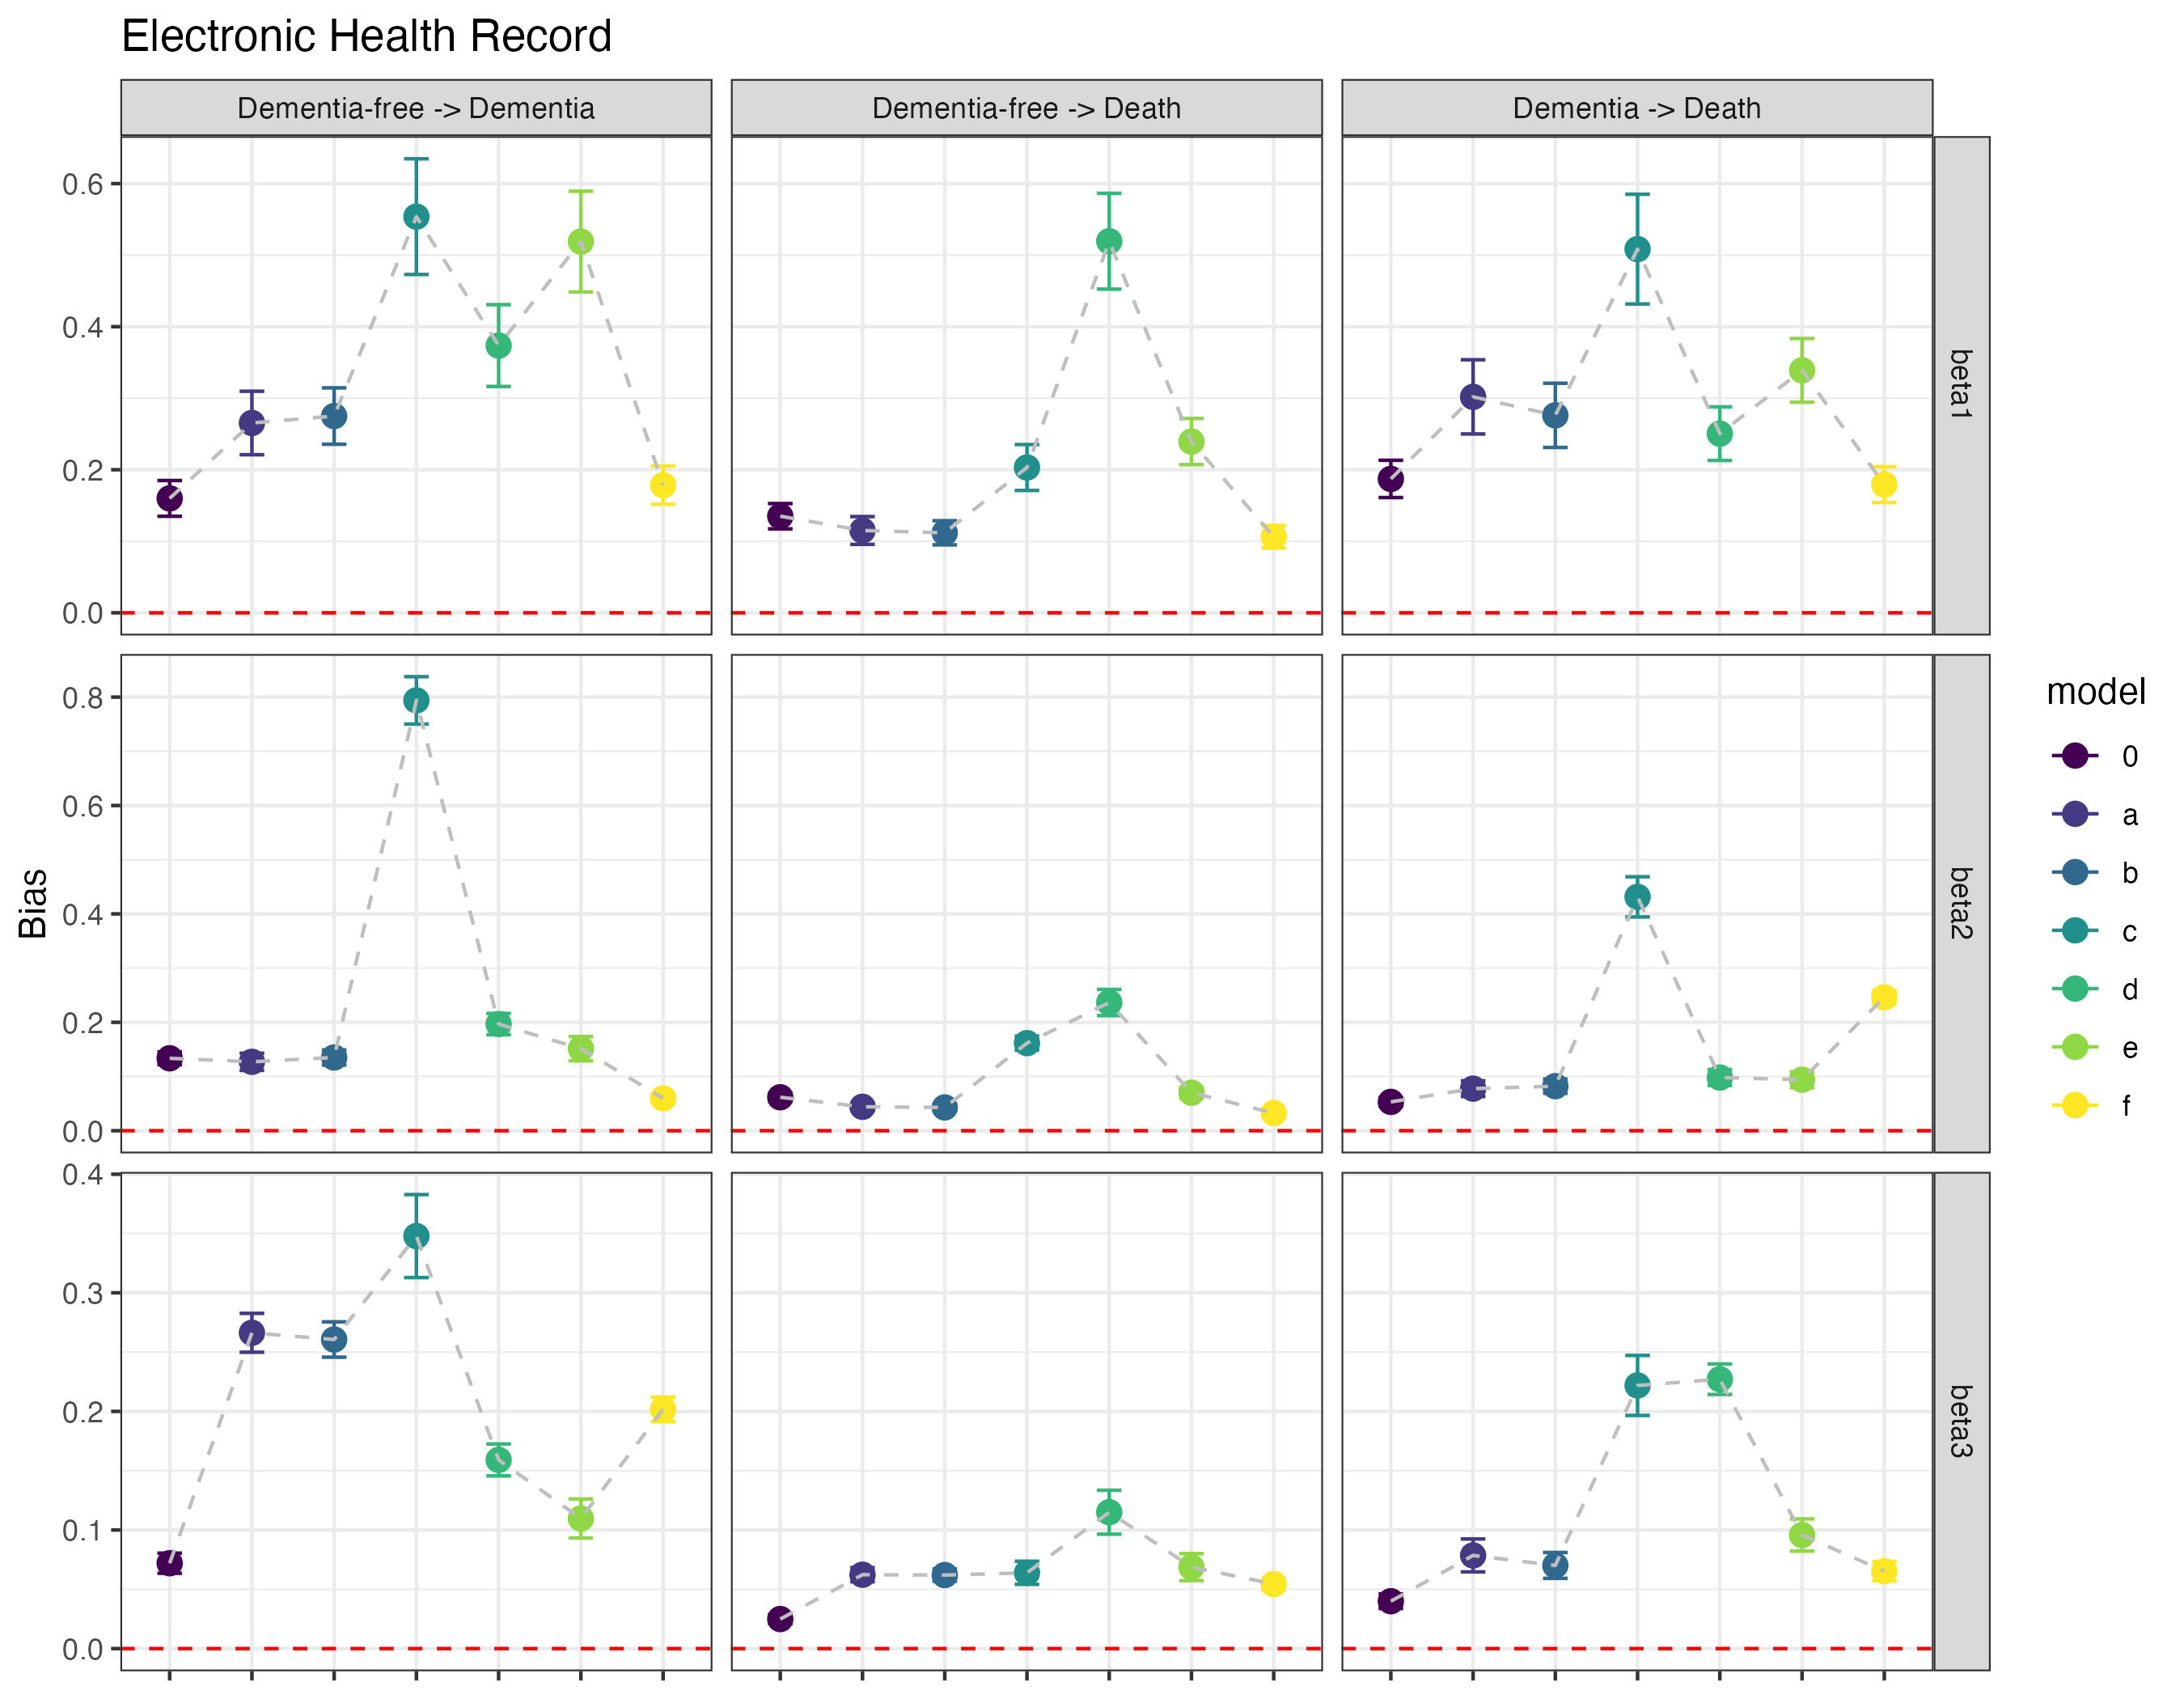 Electronic Health Record
Dementia-free -> Dementia
Dementia-free -> Death
Dementia -> Death
0.6
0.4
0.2
0.0
beta1
0.8
0.6
0.4
0.2
0.0
beta2
0.4
0.3
0.2
0.1
0.0
beta3
Bias
model
0
a
b
c
d
e
f